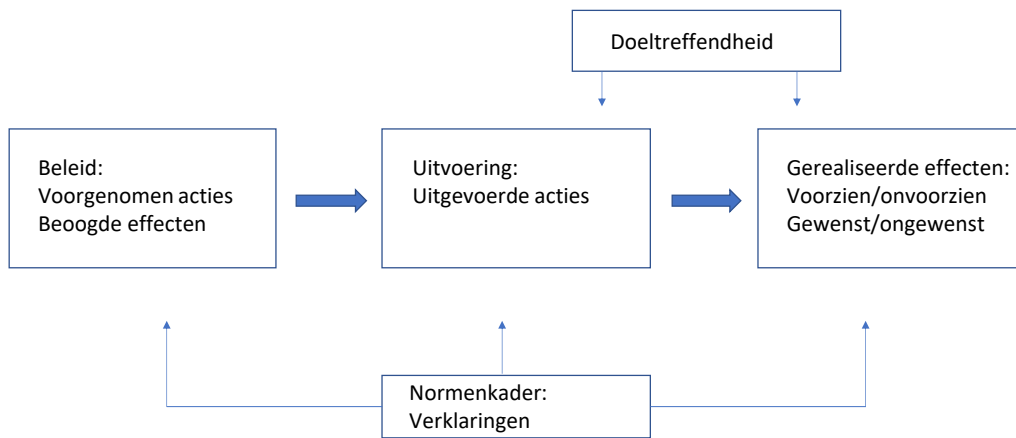 Doeltreffendheid
Beleid:
Voorgenomen acties
Beoogde effecten
Uitvoering:
Uitgevoerde acties
Gerealiseerde effecten:
Voorzien/onvoorzien
Gewenst/ongewenst
Normenkader:
Verklaringen